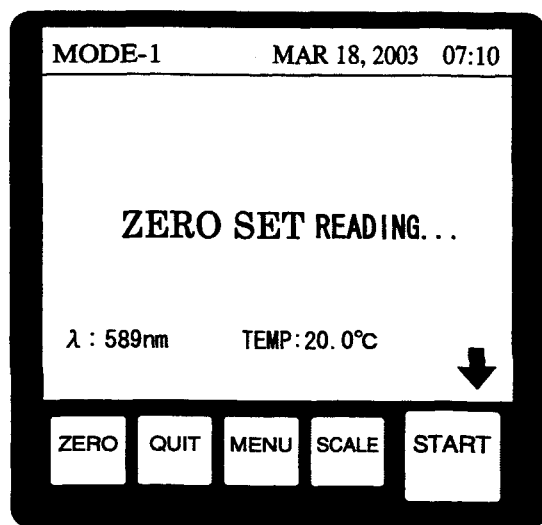 MODE-1 MAR 18, 2003 07:10
ZERO SET READING...
λ : 589nm TEMP: 20.0℃
ZERO QUIT MENU SCALE START